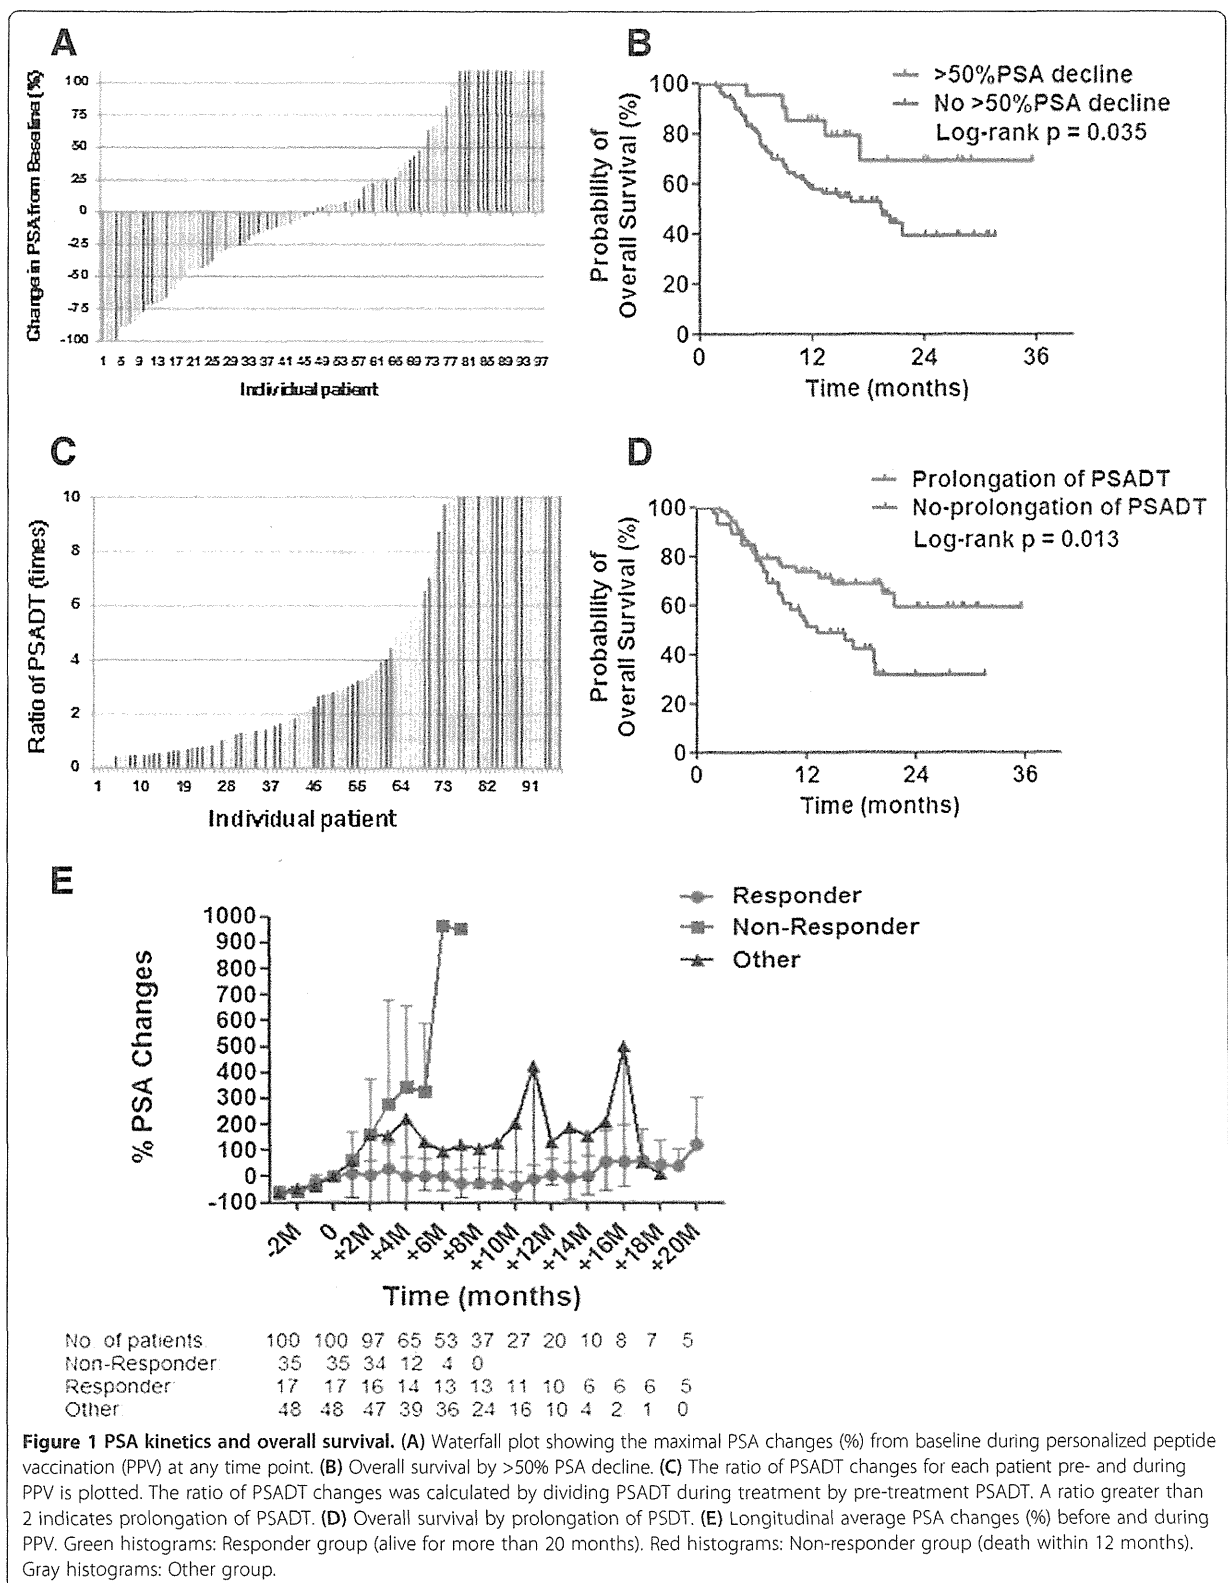 A
Change in PSA from Baseline (%)
100
75
50
25
0
-25
-50
-75
-100
1 5 9 13 17 21 25 29 33 37 41 45 49 53 57 61 65 69 73 77 81 85 89 93 97
Individual patient
B
>50%PSA decline
No >50%PSA decline
Log-rank p = 0.035
Probability of
Overall Survival (%)
100
80
60
40
20
0
0 12 24 36
Time (months)
C
Ratio of PSADT (times)
10
8
6
4
2
0
1 10 19 28 37 46 55 64 73 82 91
Individual patient
D
Prolongation of PSADT
No-prolongation of PSADT
Log-rank p = 0.013
Probability of
Overall Survival (%)
100
80
60
40
20
0
0 12 24 36
Time (months)
E
Responder
Non-Responder
Other
% PSA Changes
1000
900
800
700
600
500
400
300
200
100
0
-100
-2M 0 +2M +4M +6M +8M +10M +12M +14M +16M +18M +20M
Time (months)
No. of patients 100 100 97 65 53 37 27 20 10 8 7 5
Non-Responder: 35 35 34 12 4 0
Responder: 17 17 16 14 13 13 11 10 6 6 6 5
Other: 48 48 47 39 36 24 16 10 4 2 1 0
Figure 1 PSA kinetics and overall survival. (A) Waterfall plot showing the maximal PSA changes (%) from baseline during personalized peptide
vaccination (PPV) at any time point. (B) Overall survival by >50% PSA decline. (C) The ratio of PSADT changes for each patient pre- and during
PPV is plotted. The ratio of PSADT changes was calculated by dividing PSADT during treatment by pre-treatment PSADT. A ratio greater than
2 indicates prolongation of PSADT. (D) Overall survival by prolongation of PSDT. (E) Longitudinal average PSA changes (%) before and during
PPV. Green histograms: Responder group (alive for more than 20 months). Red histograms: Non-responder group (death within 12 months).
Gray histograms: Other group.